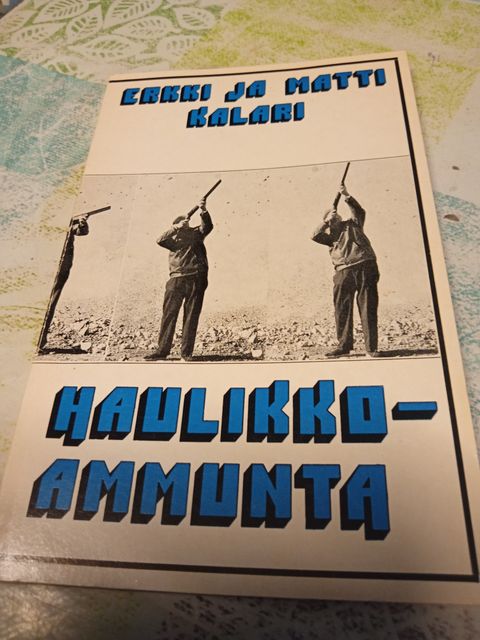 ERKKI JA MATTI
KALARI
HAULIKKO-
AMMUNTA